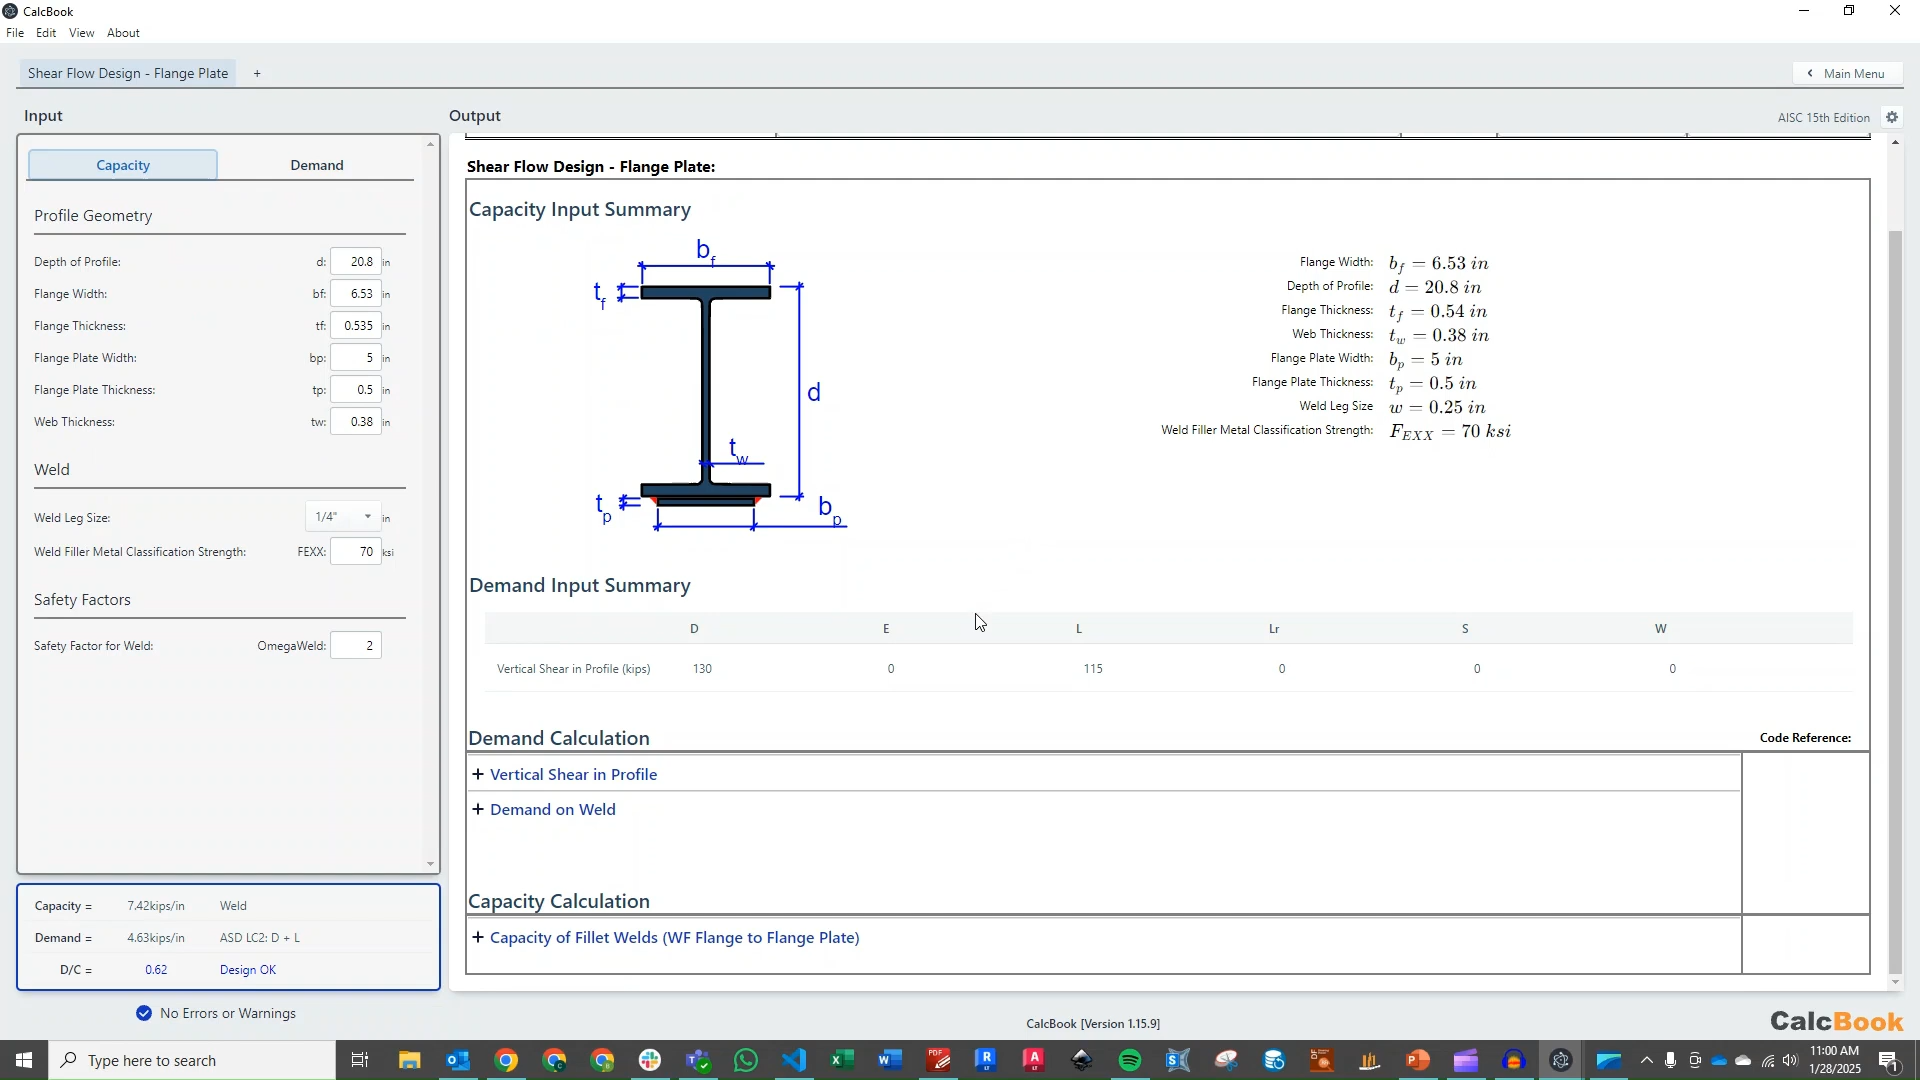 CalcBook
File Edit View About
Shear Flow Design - Flange Plate +
Main Menu
Input
Output
AISC 15th Edition
Capacity Demand
Profile Geometry
Depth of Profile: d: 20.8 in
Flange Width: bf: 6.53 in
Flange Thickness: tf: 0.535 in
Flange Plate Width: bp: 5 in
Flange Plate Thickness: tp: 0.5 in
Web Thickness: tw: 0.38 in
Weld
Weld Leg Size: 1/4" in
Weld Filler Metal Classification Strength: FEXX: 70 ksi
Safety Factors
Safety Factor for Weld: OmegaWeld: 2
Capacity = 7.42kips/in Weld
Demand = 4.63kips/in ASD LC2: D + L
D/C = 0.62 Design OK
No Errors or Warnings
Shear Flow Design - Flange Plate:
Capacity Input Summary
bf
tf
d
tw
tp
bp
Flange Width: bf = 6.53 in
Depth of Profile: d = 20.8 in
Flange Thickness: tf = 0.54 in
Web Thickness: tw = 0.38 in
Flange Plate Width: bp = 5 in
Flange Plate Thickness: tp = 0.5 in
Weld Leg Size w = 0.25 in
Weld Filler Metal Classification Strength: FEXX = 70 ksi
Demand Input Summary
D E L Lr S W
Vertical Shear in Profile (kips) 130 0 115 0 0 0
Demand Calculation Code Reference:
+ Vertical Shear in Profile
+ Demand on Weld
Capacity Calculation
+ Capacity of Fillet Welds (WF Flange to Flange Plate)
CalcBook [Version 1.15.9]
CalcBook
Type here to search
11:00 AM
1/28/2025